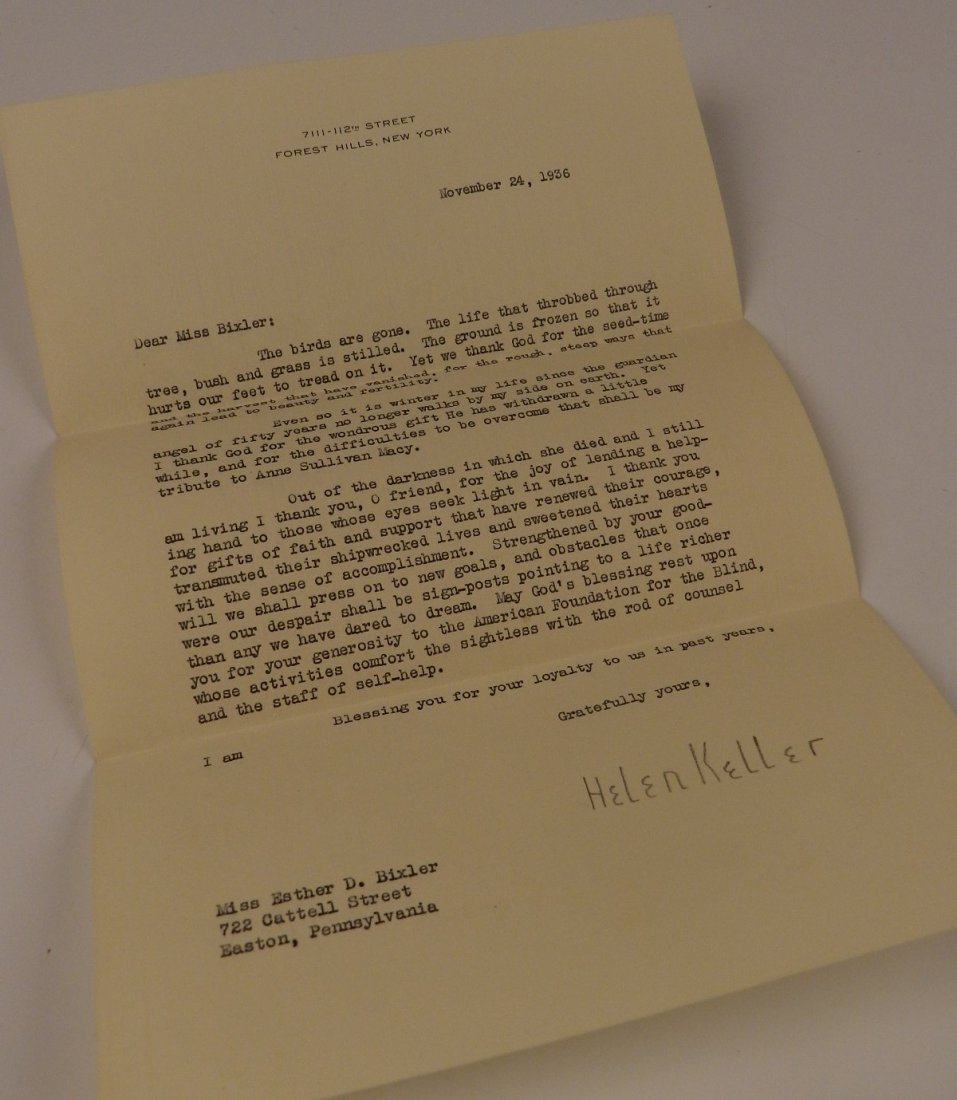 7111-112TH STREET
FOREST HILLS, NEW YORK
November 24, 1936
Dear Miss Bixler:
The birds are gone. The life that throbbed through
tree, bush and grass is stilled. The ground is frozen so that it
hurts our feet to tread on it. Yet we thank God for the seed-time
and the harvest that have vanished, for the rough, steep ways that
again lead to beauty and fertility.
Even so it is winter in my life since the guardian
angel of fifty years no longer walks by my side on earth. Yet
I thank God for the wondrous gift He has withdrawn a little
while, and for the difficulties to be overcome that shall be my
tribute to Anne Sullivan Macy.
Out of the darkness in which she died and I still
am living I thank you, O friend, for the joy of lending a help-
ing hand to those whose eyes seek light in vain. I thank you
for gifts of faith and support that have renewed their courage,
transmuted their shipwrecked lives and sweetened their hearts
with the sense of accomplishment. Strengthened by your good-
will we shall press on to new goals, and obstacles that once
were our despair shall be sign-posts pointing to a life richer
than any we have dared to dream. May God's blessing rest upon
you for your generosity to the American Foundation for the Blind,
whose activities comfort the sightless with the rod of counsel
and the staff of self-help.
Blessing you for your loyalty to us in past years,
I am
Gratefully yours,
Helen Keller
Miss Esther D. Bixler
722 Cattell Street
Easton, Pennsylvania